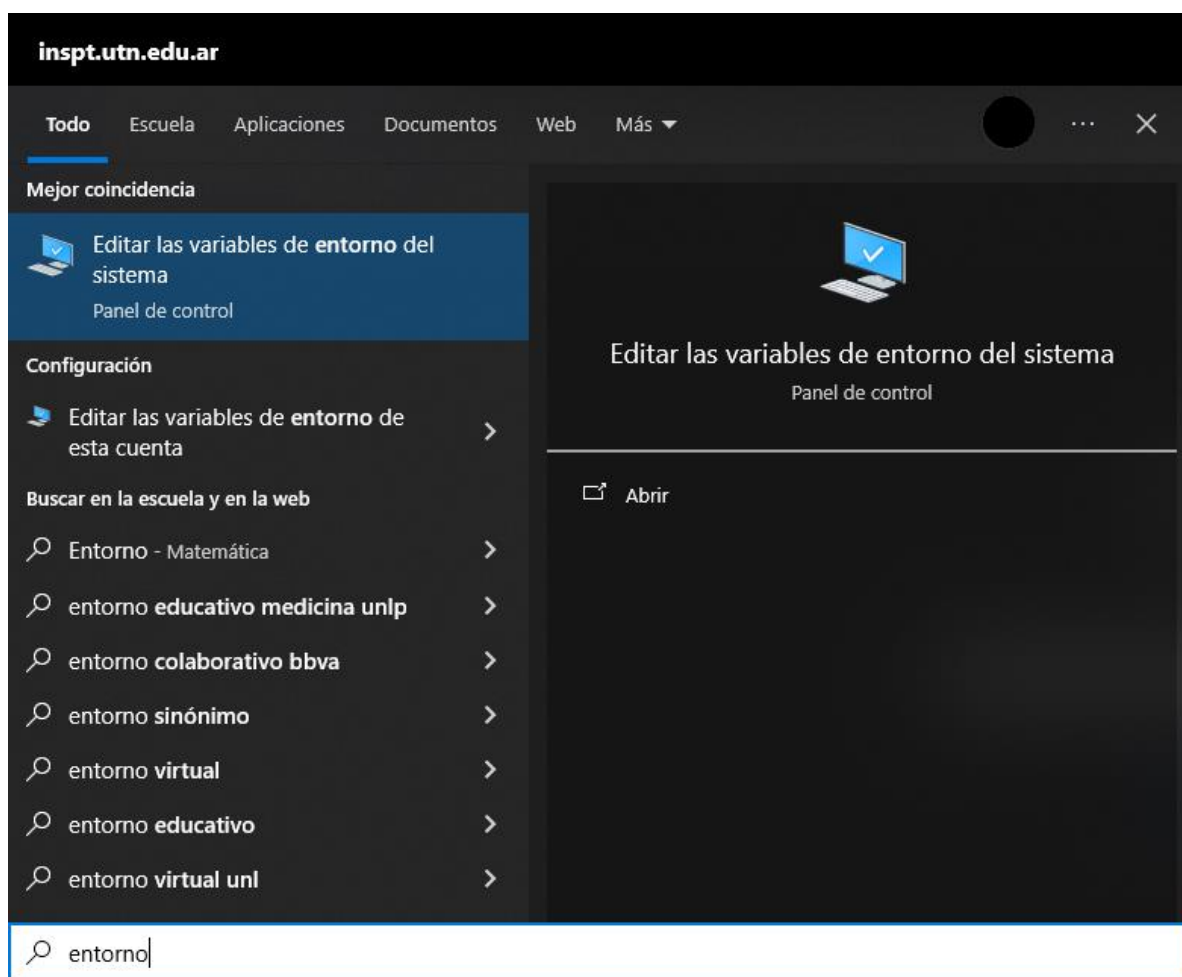 inspt.utn.edu.ar
Todo Escuela Aplicaciones Documentos Web Más
Mejor coincidencia
Editar las variables de entorno del
sistema
Panel de control
Configuración
Editar las variables de entorno de
esta cuenta
Buscar en la escuela y en la web
Entorno - Matemática
entorno educativo medicina unlp
entorno colaborativo bbva
entorno sinónimo
entorno virtual
entorno educativo
entorno virtual unl
Editar las variables de entorno del sistema
Panel de control
Abrir
entorno